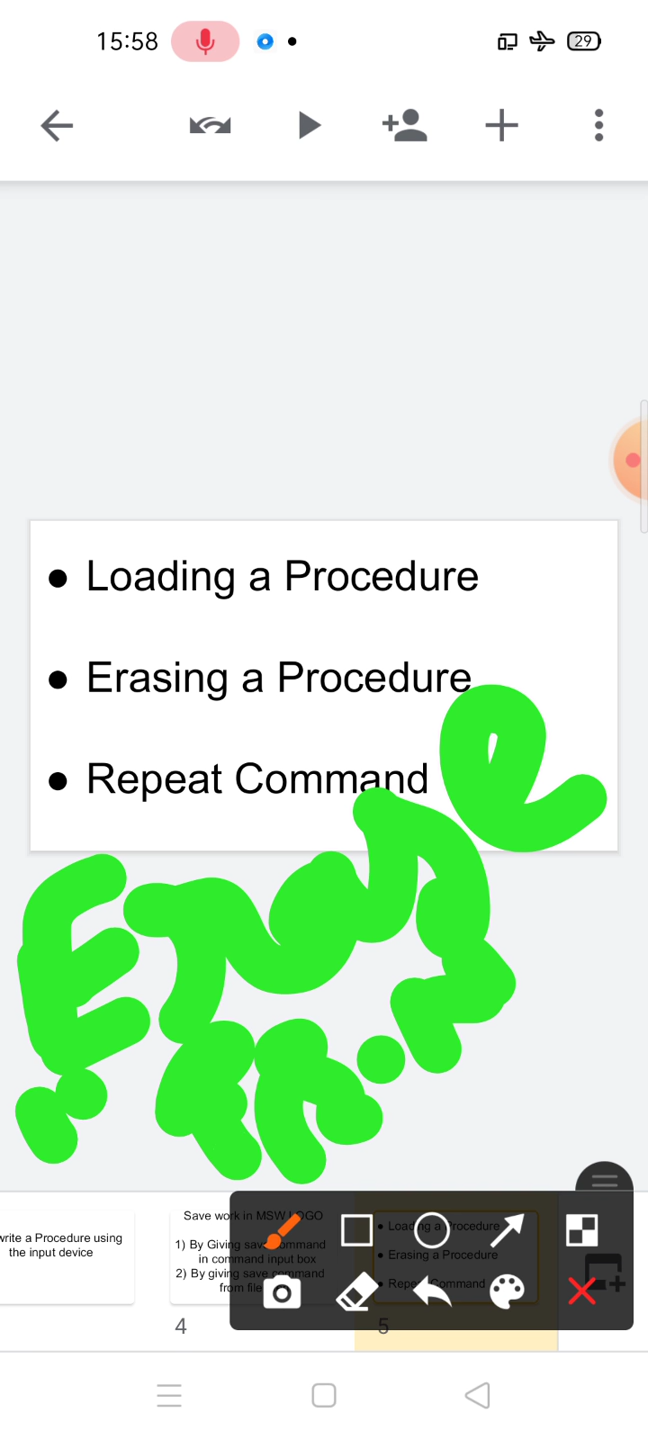 15:58
29
● Loading a Procedure
● Erasing a Procedure
● Repeat Command
Erase
write a Procedure using
the input device
Save work in MSW LOGO
1) By Giving save command
in command input box
2) By giving save command
from file
4
● Loading a Procedure
● Erasing a Procedure
● Repeat Command
5